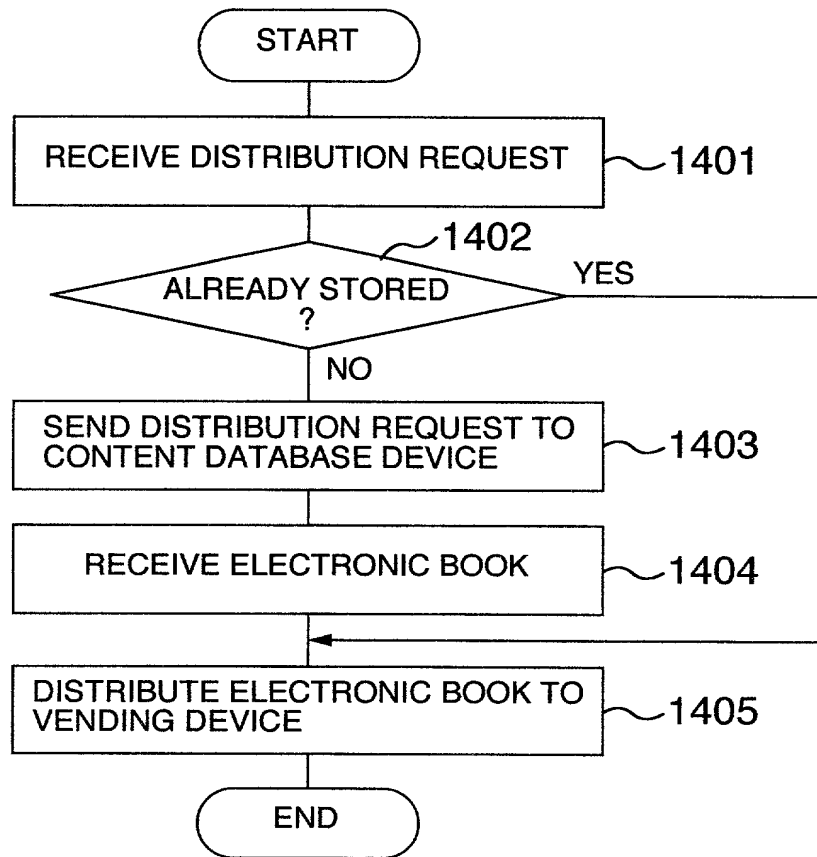 START
RECEIVE DISTRIBUTION REQUEST
1401
1402
ALREADY STORED
?
YES
NO
SEND DISTRIBUTION REQUEST TO
CONTENT DATABASE DEVICE
1403
RECEIVE ELECTRONIC BOOK
1404
DISTRIBUTE ELECTRONIC BOOK TO
VENDING DEVICE
1405
END